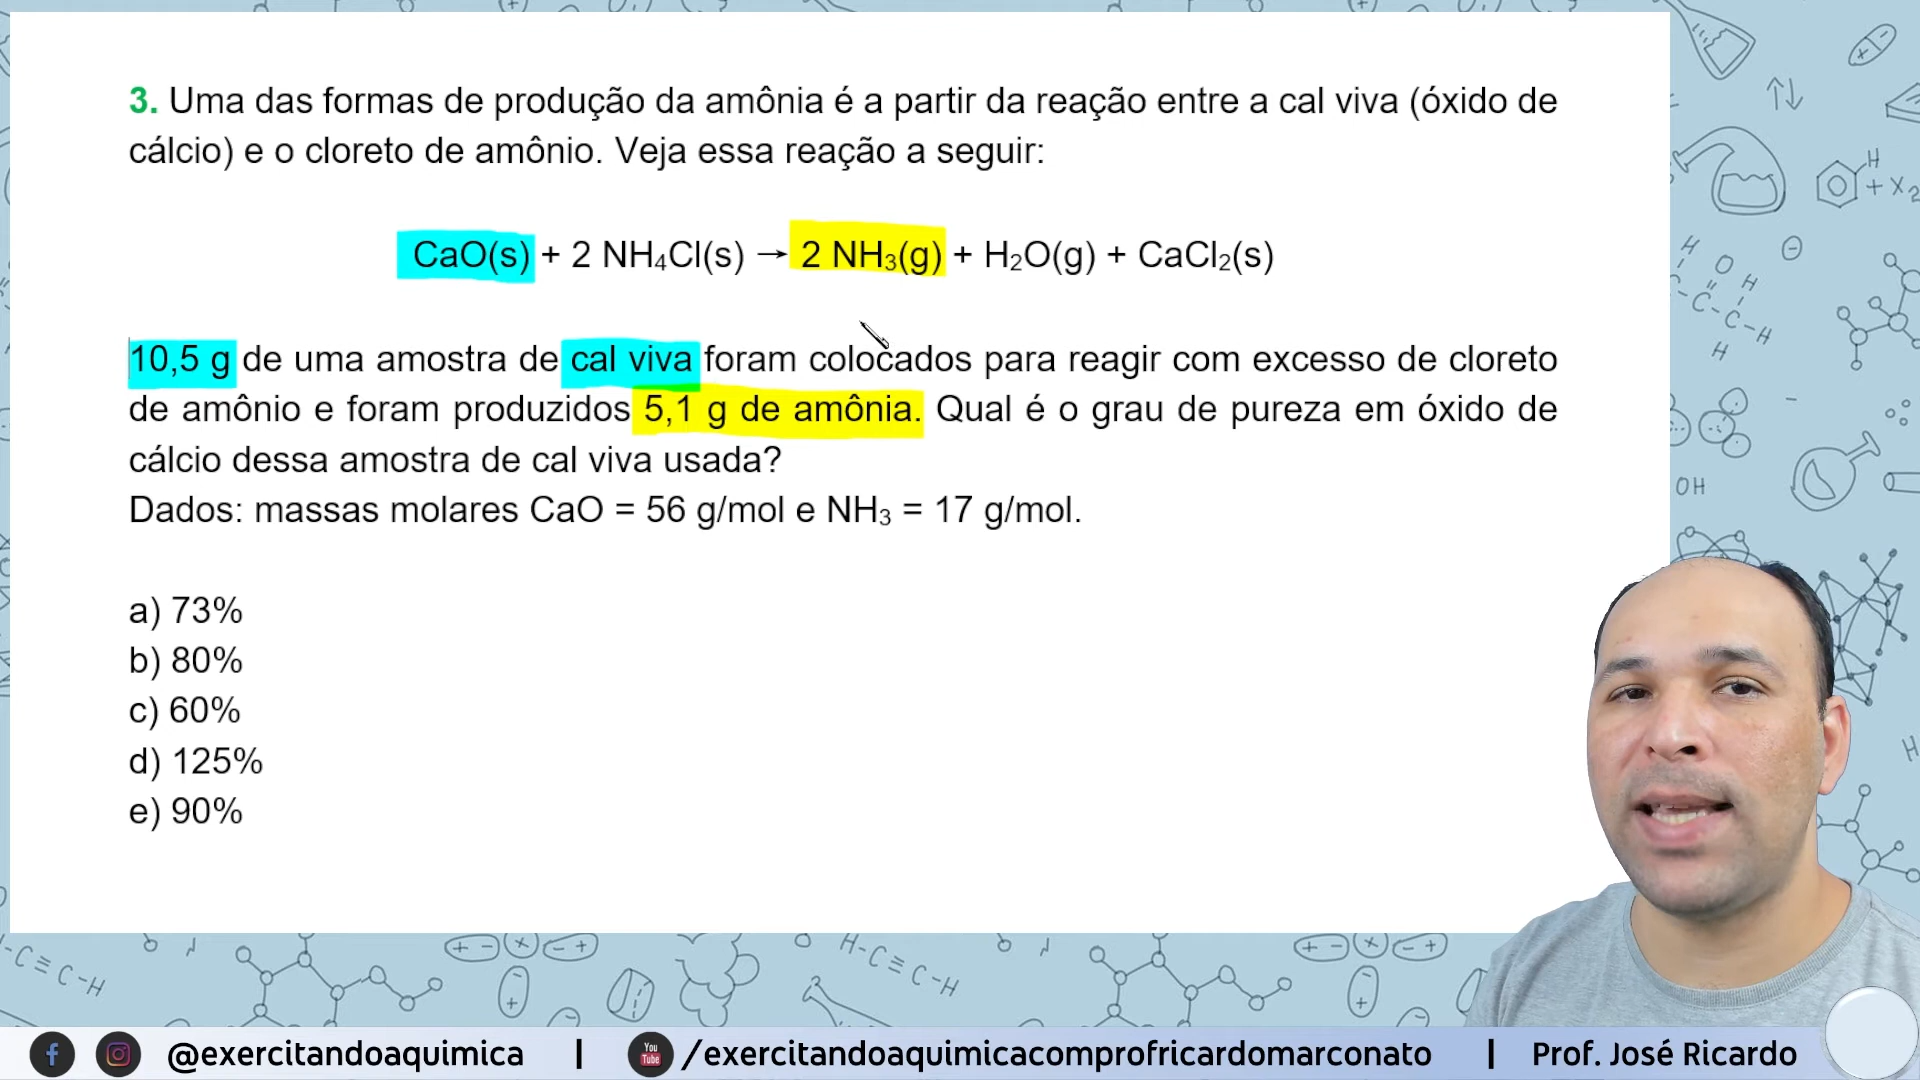 3. Uma das formas de produção da amônia é a partir da reação entre a cal viva (óxido de
cálcio) e o cloreto de amônio. Veja essa reação a seguir:
CaO(s) + 2 NH₄Cl(s) → 2 NH₃(g) + H₂O(g) + CaCl₂(s)
10,5 g de uma amostra de cal viva foram colocados para reagir com excesso de cloreto
de amônio e foram produzidos 5,1 g de amônia. Qual é o grau de pureza em óxido de
cálcio dessa amostra de cal viva usada?
Dados: massas molares CaO = 56 g/mol e NH₃ = 17 g/mol.
a) 73%
b) 80%
c) 60%
d) 125%
e) 90%
H
+ X₂
H O H
-C-C-H
H
OH
H
-C≡C-H
H-C≡C-H
@exercitandoaquimica | You Tube /exercitandoaquimicacomprofricardomarconato | Prof. José Ricardo